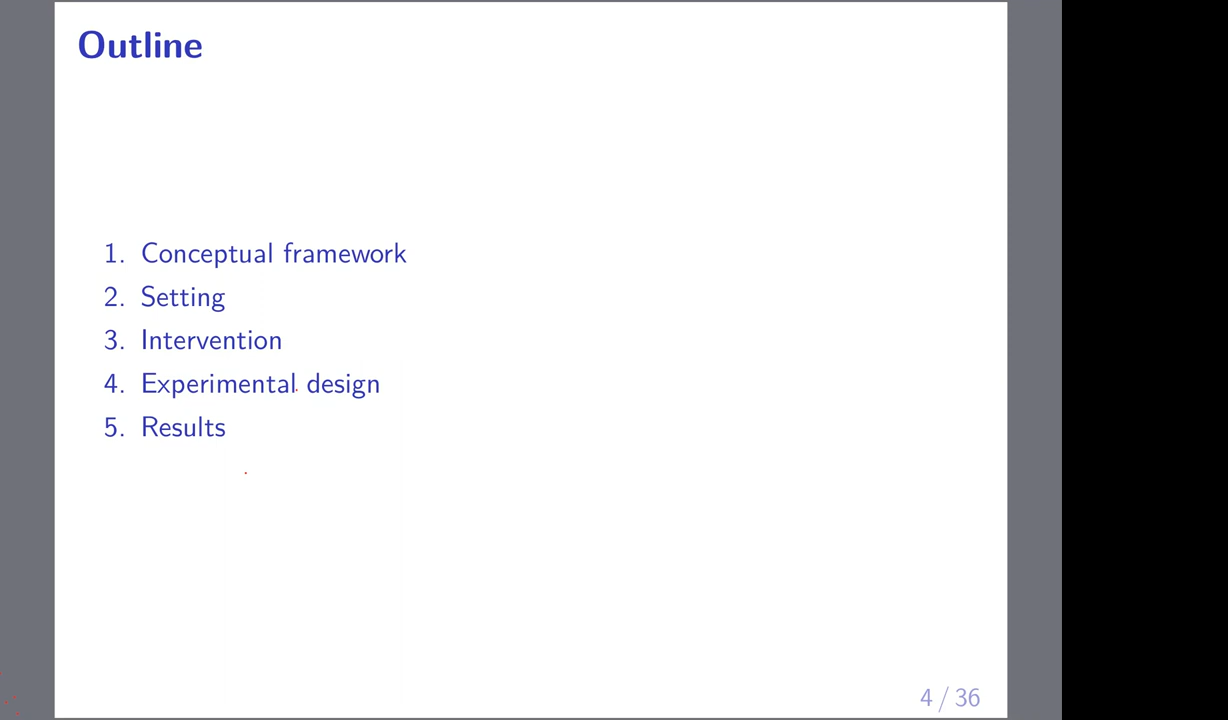 Outline
1. Conceptual framework
2. Setting
3. Intervention
4. Experimental design
5. Results
4 / 36